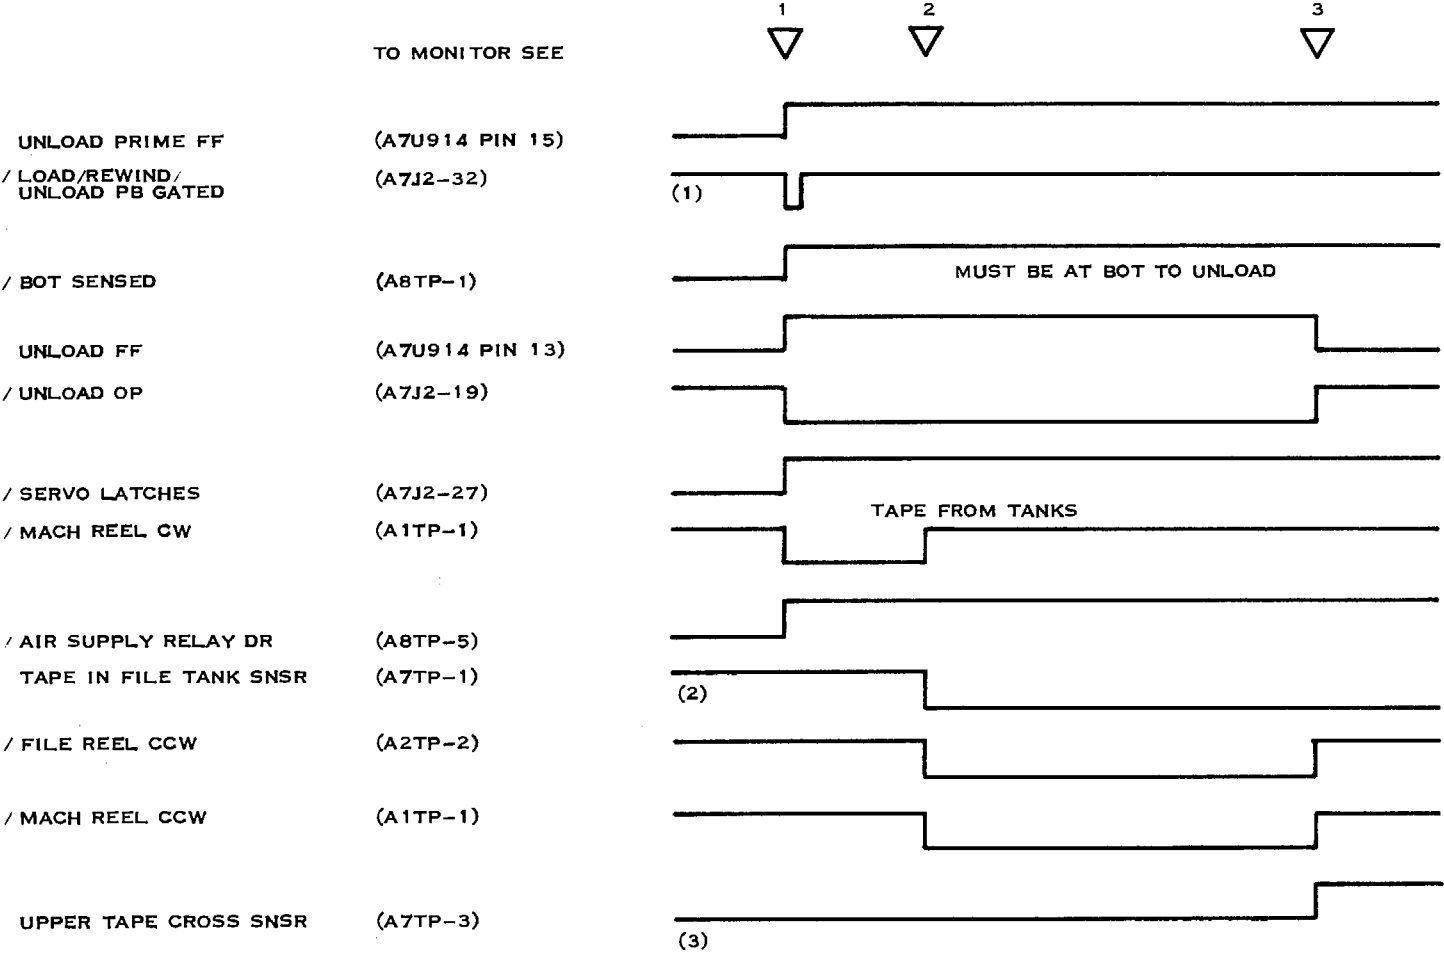 1 2 3
TO MONITOR SEE
UNLOAD PRIME FF (A7U914 PIN 15)
/ LOAD/REWIND/
UNLOAD PB GATED (A7J2-32) (1)
/ BOT SENSED (A8TP-1) MUST BE AT BOT TO UNLOAD
UNLOAD FF (A7U914 PIN 13)
/ UNLOAD OP (A7J2-19)
/ SERVO LATCHES (A7J2-27)
TAPE FROM TANKS
/ MACH REEL CW (A1TP-1)
/ AIR SUPPLY RELAY DR (A8TP-5)
TAPE IN FILE TANK SNSR (A7TP-1) (2)
/ FILE REEL CCW (A2TP-2)
/ MACH REEL CCW (A1TP-1)
UPPER TAPE CROSS SNSR (A7TP-3) (3)